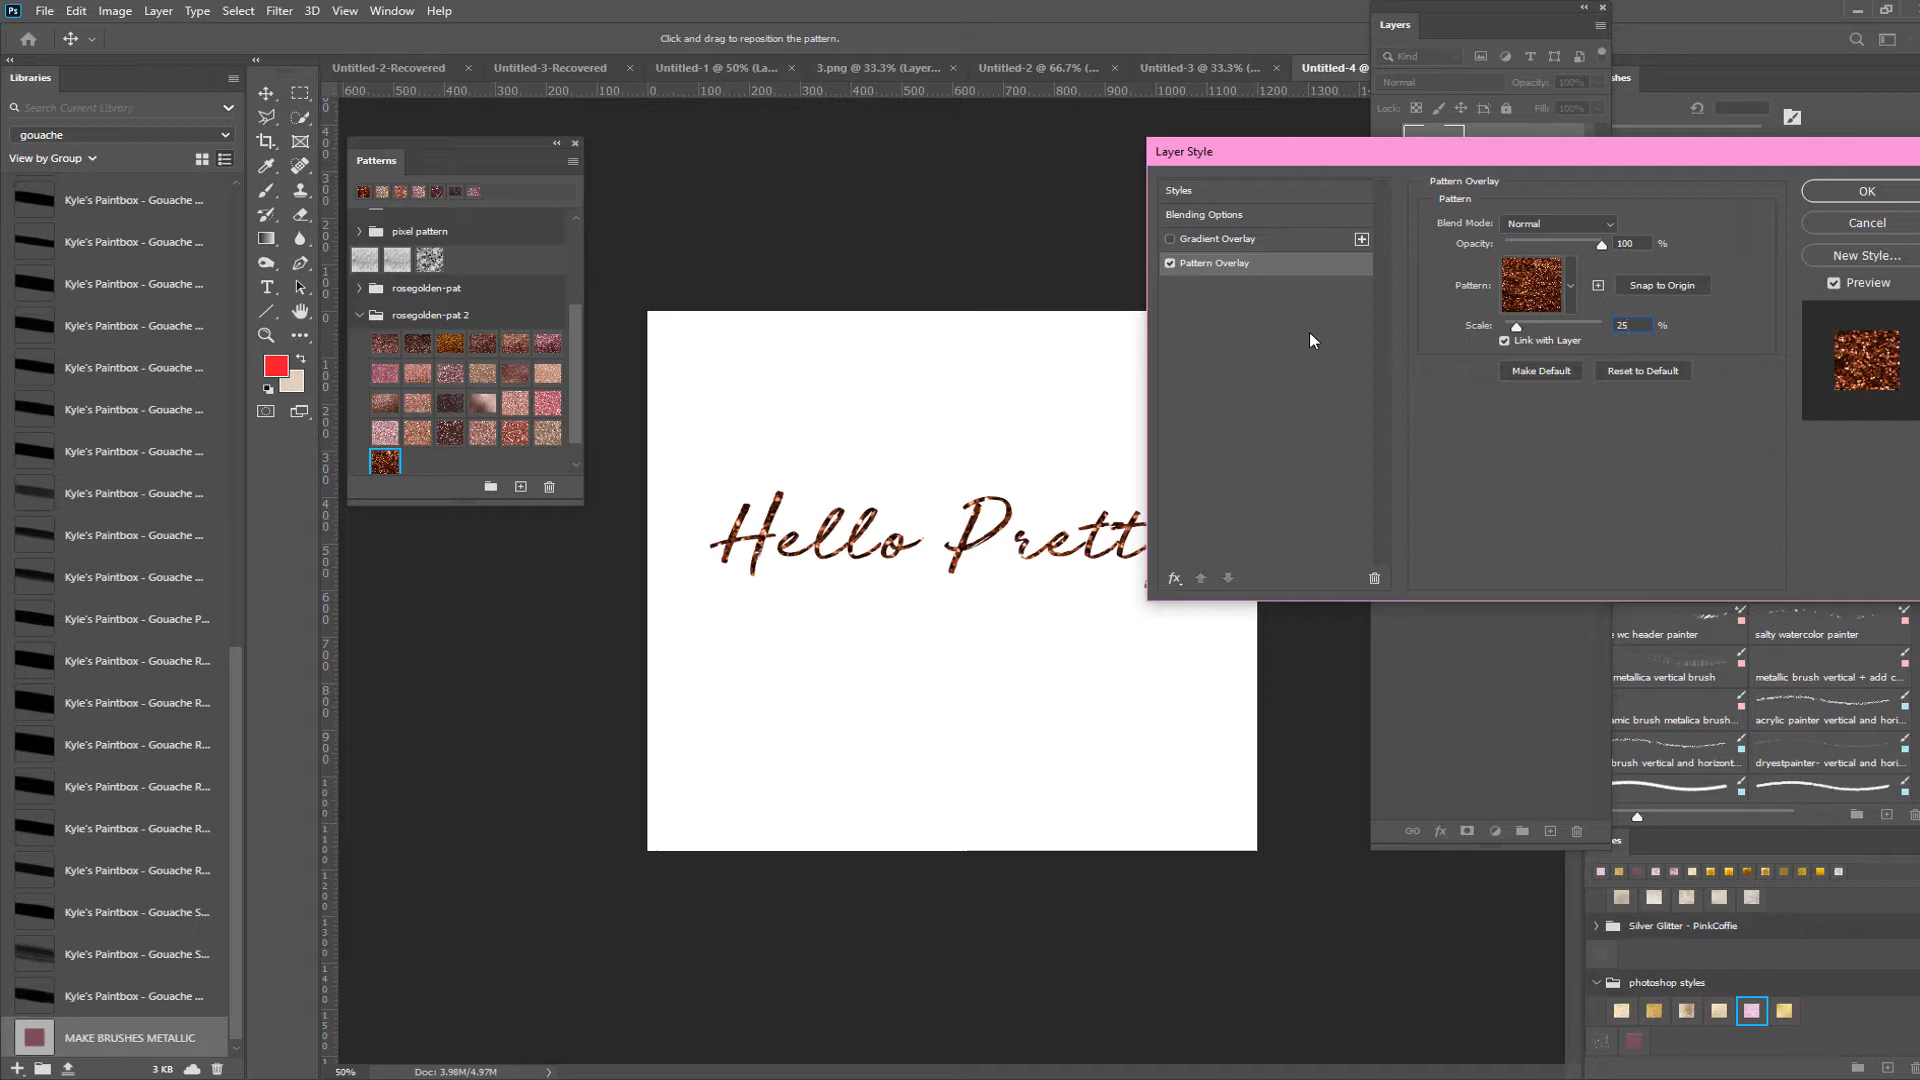 Ps File Edit Image Layer Type Select Filter 3D View Window Help
Click and drag to reposition the pattern.
Libraries
Search Current Library
gouache
View by Group
Kyle's Paintbox - Gouache ...
Kyle's Paintbox - Gouache ...
Kyle's Paintbox - Gouache ...
Kyle's Paintbox - Gouache ...
Kyle's Paintbox - Gouache ...
Kyle's Paintbox - Gouache ...
Kyle's Paintbox - Gouache ...
Kyle's Paintbox - Gouache ...
Kyle's Paintbox - Gouache ...
Kyle's Paintbox - Gouache ...
Kyle's Paintbox - Gouache P...
Kyle's Paintbox - Gouache R...
Kyle's Paintbox - Gouache R...
Kyle's Paintbox - Gouache R...
Kyle's Paintbox - Gouache R...
Kyle's Paintbox - Gouache R...
Kyle's Paintbox - Gouache R...
Kyle's Paintbox - Gouache S...
Kyle's Paintbox - Gouache S...
Kyle's Paintbox - Gouache ...
MAKE BRUSHES METALLIC
3 KB
Untitled-2-Recovered × Untitled-3-Recovered × Untitled-1 @ 50% (La... × 3.png @ 33.3% (Layer... × Untitled-2 @ 66.7% (... × Untitled-3 @ 33.3% (... × Untitled-4 @
600 500 400 300 200 100 0 100 200 300 400 500 600 700 800 900 1000 1100 1200 1300 1400
Patterns
pixel pattern
rosegolden-pat
rosegolden-pat 2
Hello Prett
50% Doc: 3.98M/4.97M
Layers
Kind
Normal Opacity: 100%
Lock: Fill: 100%
Layer Style
Styles
Blending Options
Gradient Overlay
Pattern Overlay
fx
Pattern Overlay
Pattern
Blend Mode: Normal
Opacity: 100 %
Pattern: Snap to Origin
Scale: 25 %
Link with Layer
Make Default Reset to Default
OK
Cancel
New Style...
Preview
e wc header painter salty watercolor painter
metallica vertical brush metallic brush vertical + add c...
amic brush metalica brush... acrylic painter vertical and hori...
brush vertical and horizont... dryestpainter- vertical and hori...
fx
Silver Glitter - PinkCoffie
photoshop styles